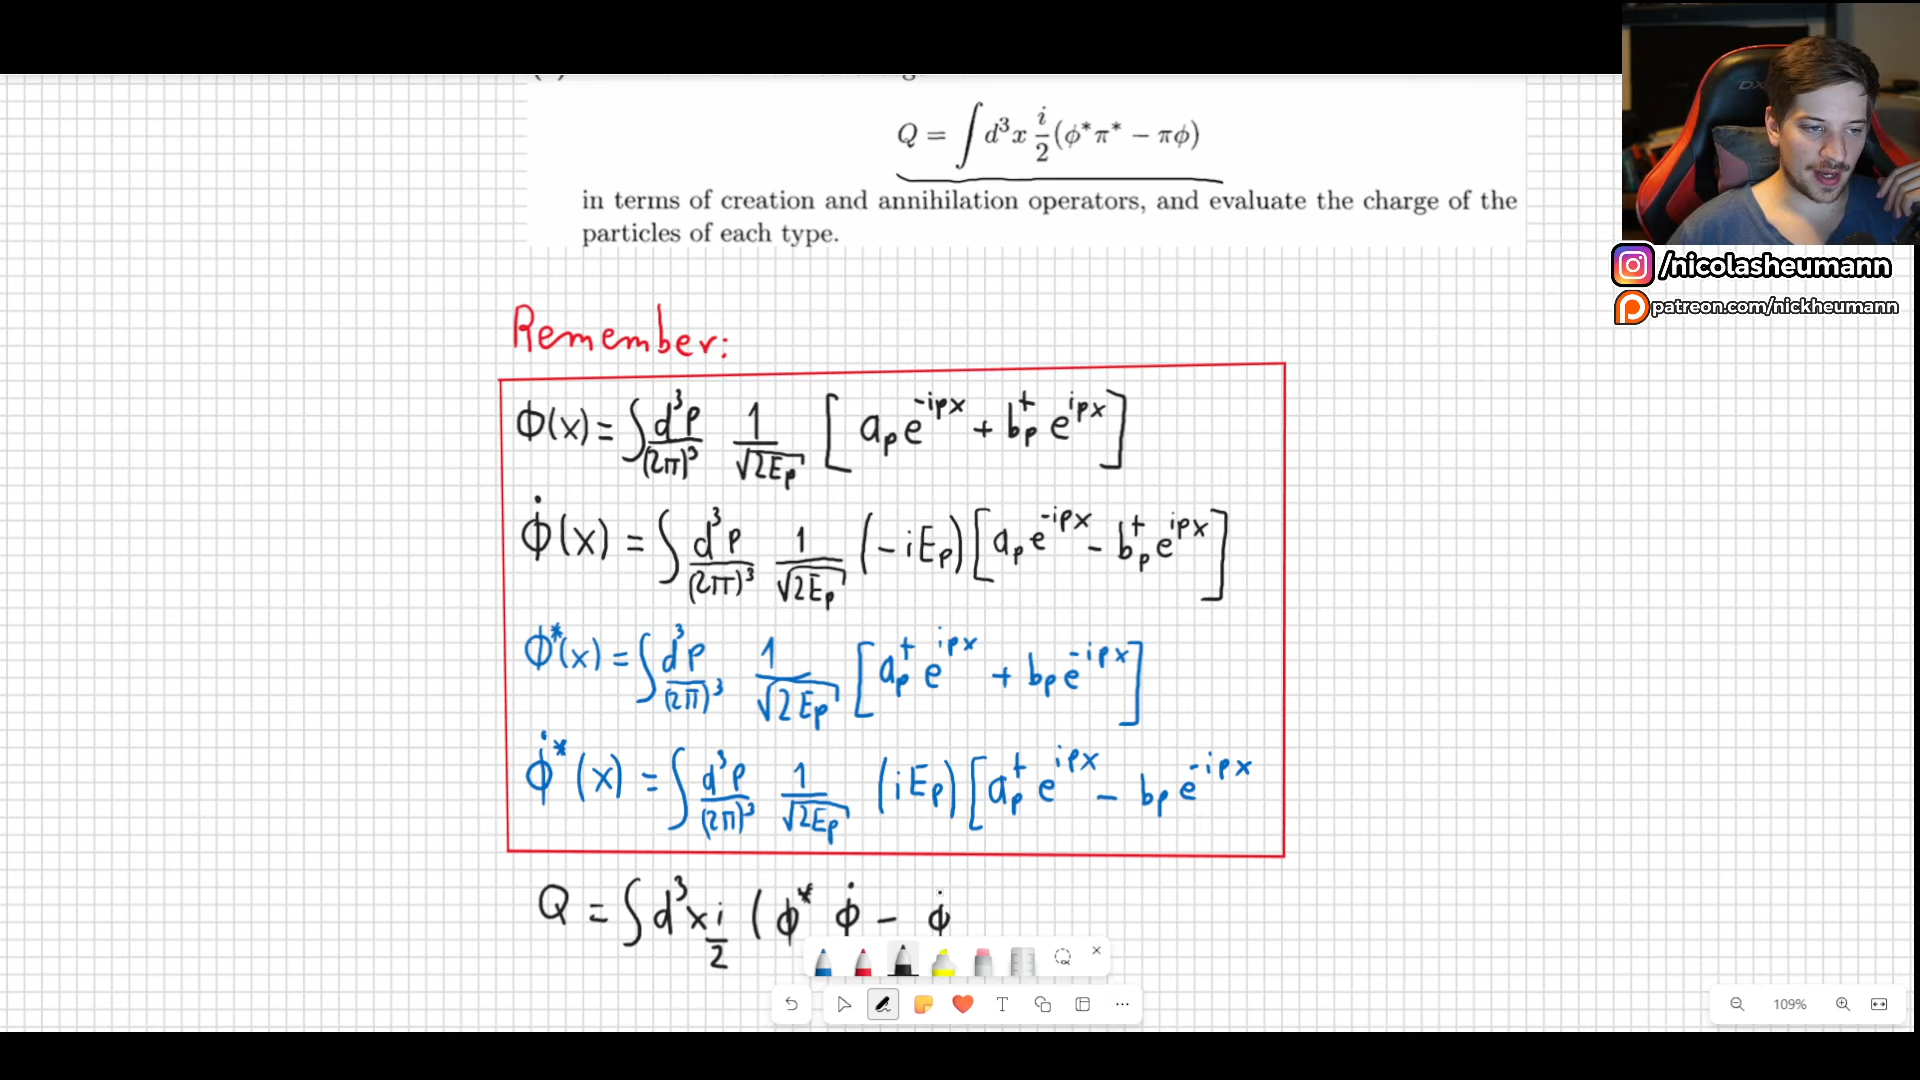 Q = ∫ d³x i/2 (ϕ*π* − πϕ)
in terms of creation and annihilation operators, and evaluate the charge of the
particles of each type.
/nicolasheumann
patreon.com/nickheumann
Remember:
ϕ(x) = ∫ d³p/(2π)³ 1/√2Eₚ [ aₚ e^{-ipx} + bₚ† e^{ipx} ]
ϕ̇(x) = ∫ d³p/(2π)³ 1/√2Eₚ (-iEₚ) [ aₚ e^{-ipx} - bₚ† e^{ipx} ]
ϕ*(x) = ∫ d³p/(2π)³ 1/√2Eₚ [ aₚ† e^{ipx} + bₚ e^{-ipx} ]
ϕ̇*(x) = ∫ d³p/(2π)³ 1/√2Eₚ (iEₚ) [ aₚ† e^{ipx} - bₚ e^{-ipx}
Q = ∫ d³x i/2 ( ϕ* ϕ̇ - ϕ̇
T
109%